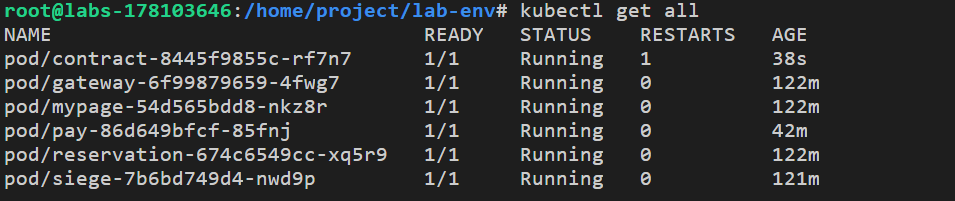 root@labs-178103646:/home/project/lab-env# kubectl get all
NAME READY STATUS RESTARTS AGE
pod/contract-8445f9855c-rf7n7 1/1 Running 1 38s
pod/gateway-6f99879659-4fwg7 1/1 Running 0 122m
pod/mypage-54d565bdd8-nkz8r 1/1 Running 0 122m
pod/pay-86d649bfcf-85fnj 1/1 Running 0 42m
pod/reservation-674c6549cc-xq5r9 1/1 Running 0 122m
pod/siege-7b6bd749d4-nwd9p 1/1 Running 0 121m